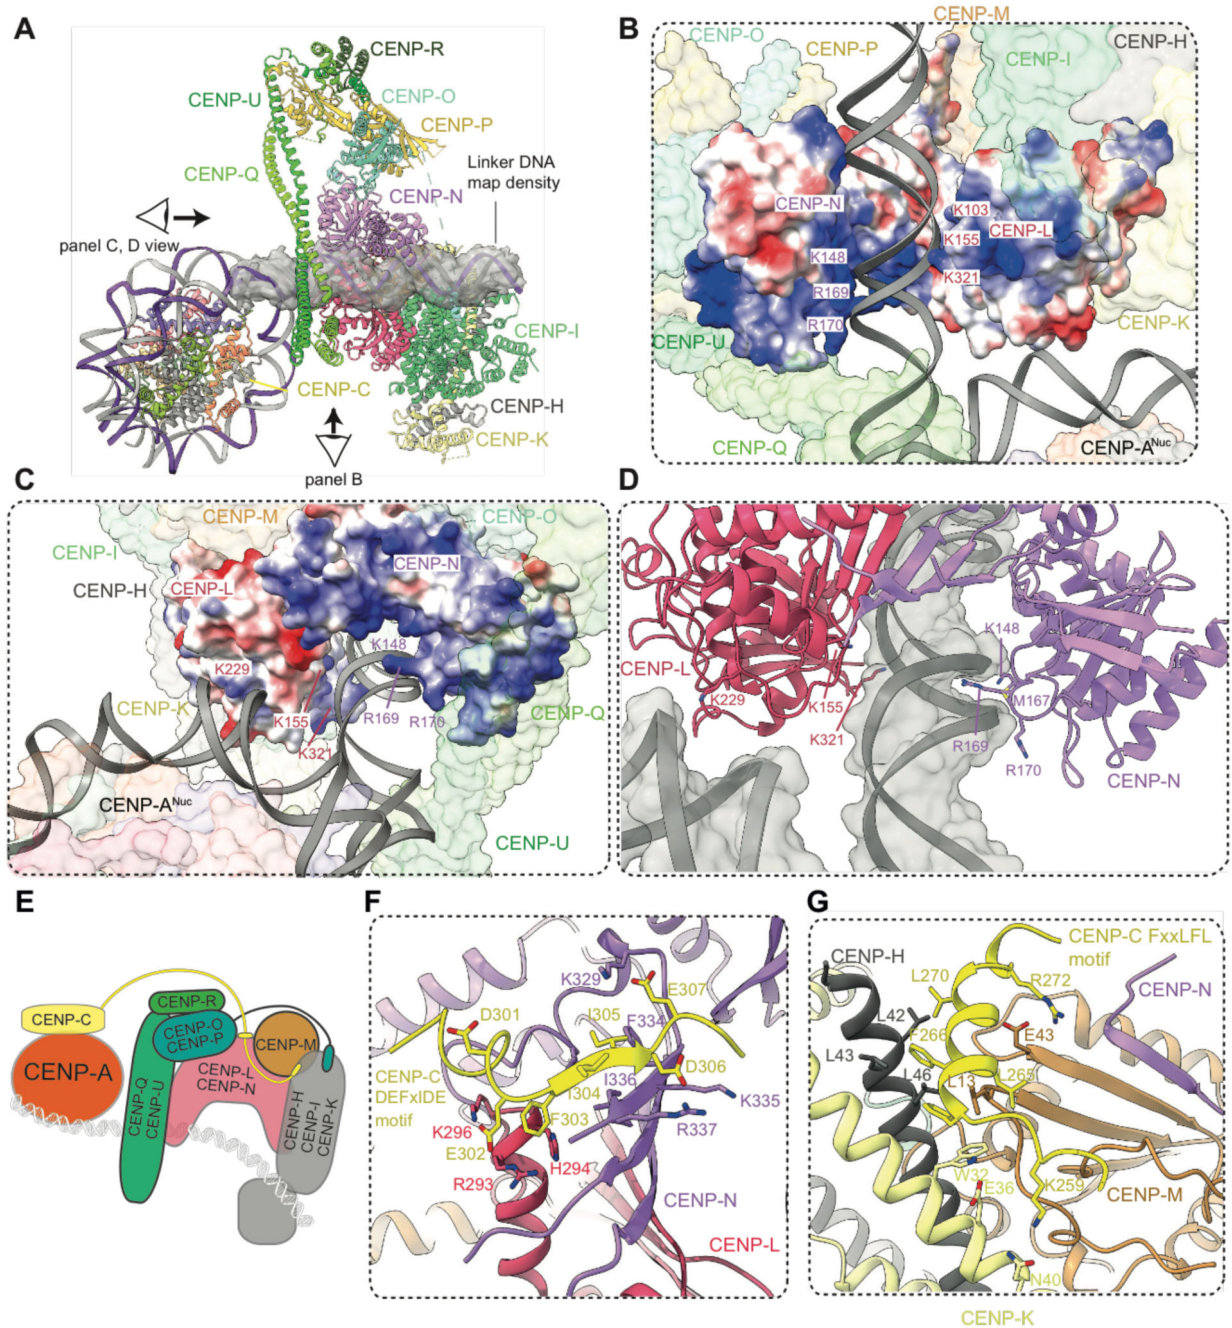 A
CENP-R
CENP-U
CENP-O
CENP-P
CENP-Q
Linker DNA
map density
CENP-N
panel C, D view
CENP-I
CENP-C
CENP-H
CENP-K
panel B
B
CENP-M
CENP-O
CENP-P
CENP-H
CENP-I
CENP-N
K103
CENP-L
K155
K148
K321
R169
R170
CENP-K
CENP-U
CENP-Q
CENP-A^Nuc
C
CENP-M
CENP-O
CENP-I
CENP-N
CENP-H
CENP-L
K148
K229
CENP-K
K155
R169
R170
CENP-Q
K321
CENP-A^Nuc
CENP-U
D
K148
CENP-L
K229
K155
M167
K321
R169
R170
CENP-N
E
CENP-C
CENP-R
CENP-O
CENP-P
CENP-M
CENP-A
CENP-L
CENP-N
CENP-Q
CENP-U
CENP-H
CENP-I
CENP-K
F
K329
E307
D301
I305
F334
D306
CENP-C
DEFxIDE
motif
I304
I336
K335
F303
K296
R337
E302
H294
R293
CENP-N
CENP-L
G
CENP-C FxxLFL
motif
CENP-H
L270
R272
CENP-N
L42
F266
E43
L43
L46
L13
L265
W32
E36
K259
CENP-M
N40
CENP-K